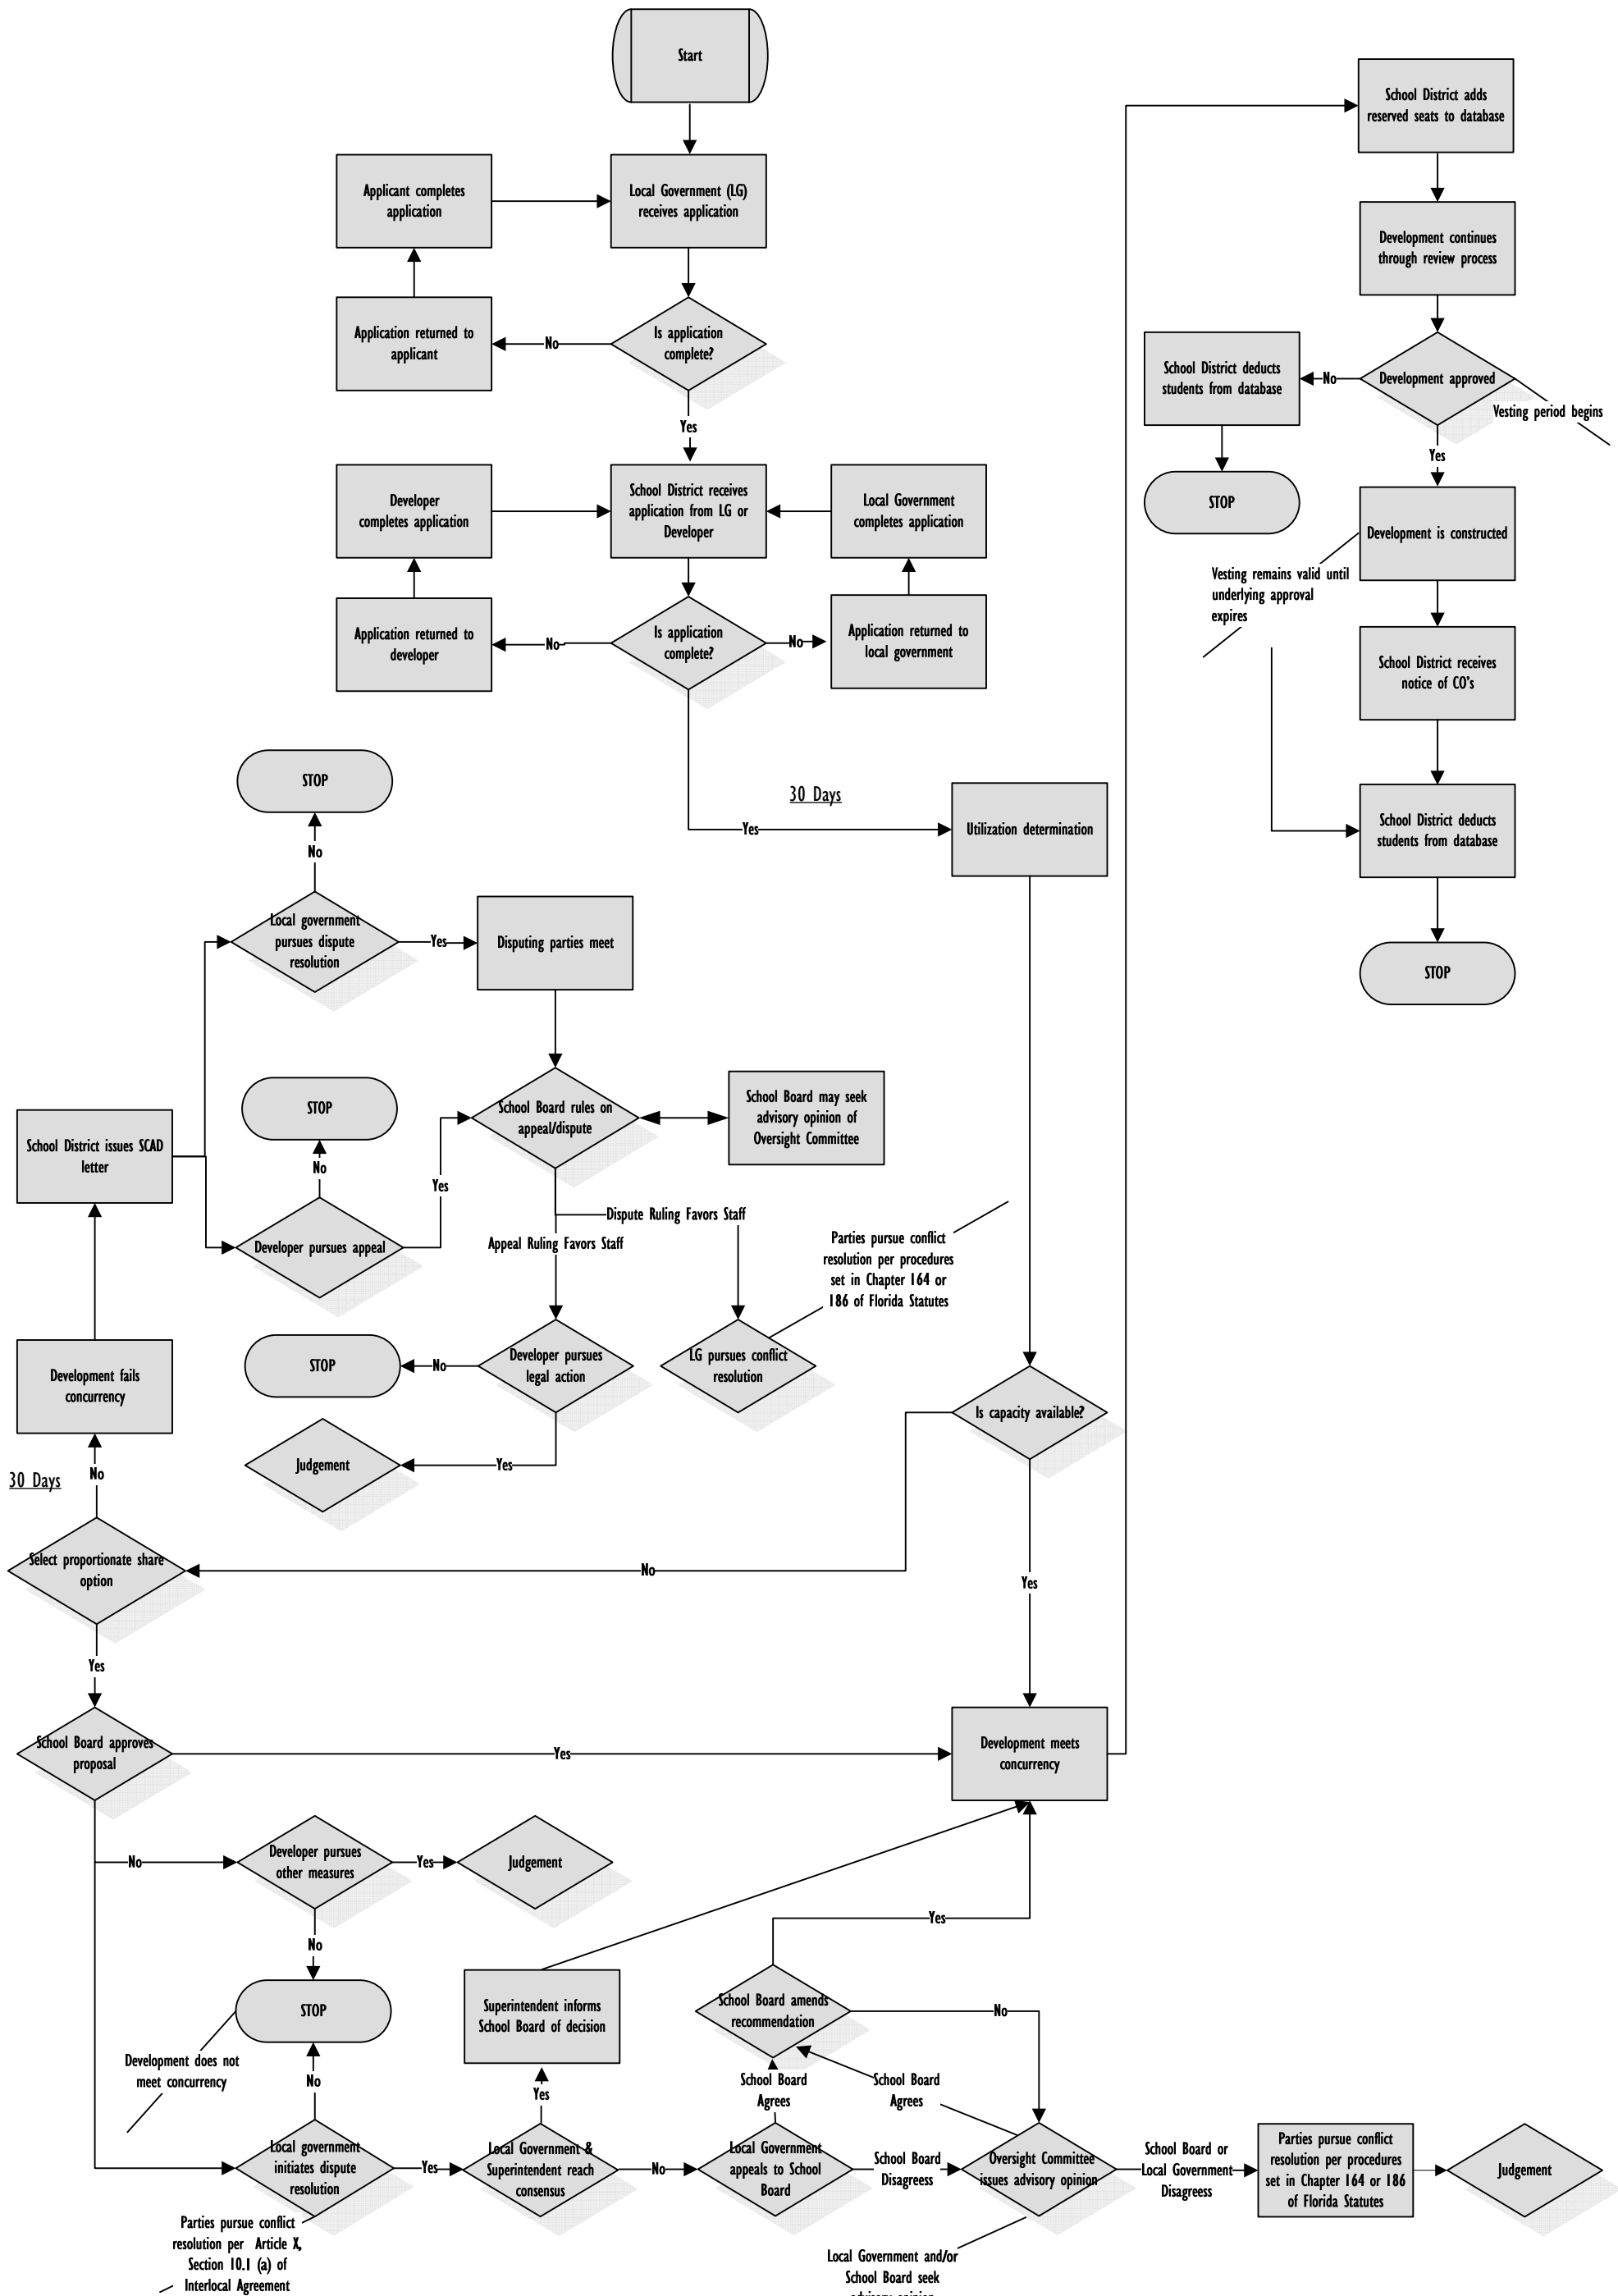 Start
Local Government (LG)
receives application
Applicant completes
application
Application returned to
applicant
No
Is application
complete?
Yes
Developer
completes application
School District receives
application from LG or
Developer
Local Government
completes application
Application returned to
developer
No
Is application
complete?
No
Application returned to
local government
30 Days
Yes
Utilization determination
School District adds
reserved seats to database
Development continues
through review process
School District deducts
students from database
No
Development approved
Vesting period begins
Yes
STOP
Development is constructed
Vesting remains valid until
underlying approval
expires
School District receives
notice of CO's
School District deducts
students from database
STOP
STOP
No
Local government
pursues dispute
resolution
Yes
Disputing parties meet
STOP
No
School District issues SCAD
letter
Developer pursues appeal
Yes
School Board rules on
appeal/dispute
School Board may seek
advisory opinion of
Oversight Committee
Dispute Ruling Favors Staff
Appeal Ruling Favors Staff
Parties pursue conflict
resolution per procedures
set in Chapter 164 or
186 of Florida Statutes
Development fails
concurrency
STOP
No
Developer pursues
legal action
LG pursues conflict
resolution
Is capacity available?
Judgement
Yes
30 Days
No
Select proportionate share
option
No
Yes
Yes
School Board approves
proposal
Yes
Development meets
concurrency
No
Developer pursues
other measures
Yes
Judgement
No
STOP
Development does not
meet concurrency
No
Local government
initiates dispute
resolution
Yes
Parties pursue conflict
resolution per Article X,
Section 10.1 (a) of
Interlocal Agreement
Superintendent informs
School Board of decision
Yes
Local Government &
Superintendent reach
consensus
No
Yes
School Board amends
recommendation
No
School Board
Agrees
School Board
Agrees
Local Government
appeals to School
Board
School Board
Disagreess
Oversight Committee
issues advisory opinion
School Board or
Local Government
Disagreess
Parties pursue conflict
resolution per procedures
set in Chapter 164 or 186
of Florida Statutes
Judgement
Local Government and/or
School Board seek